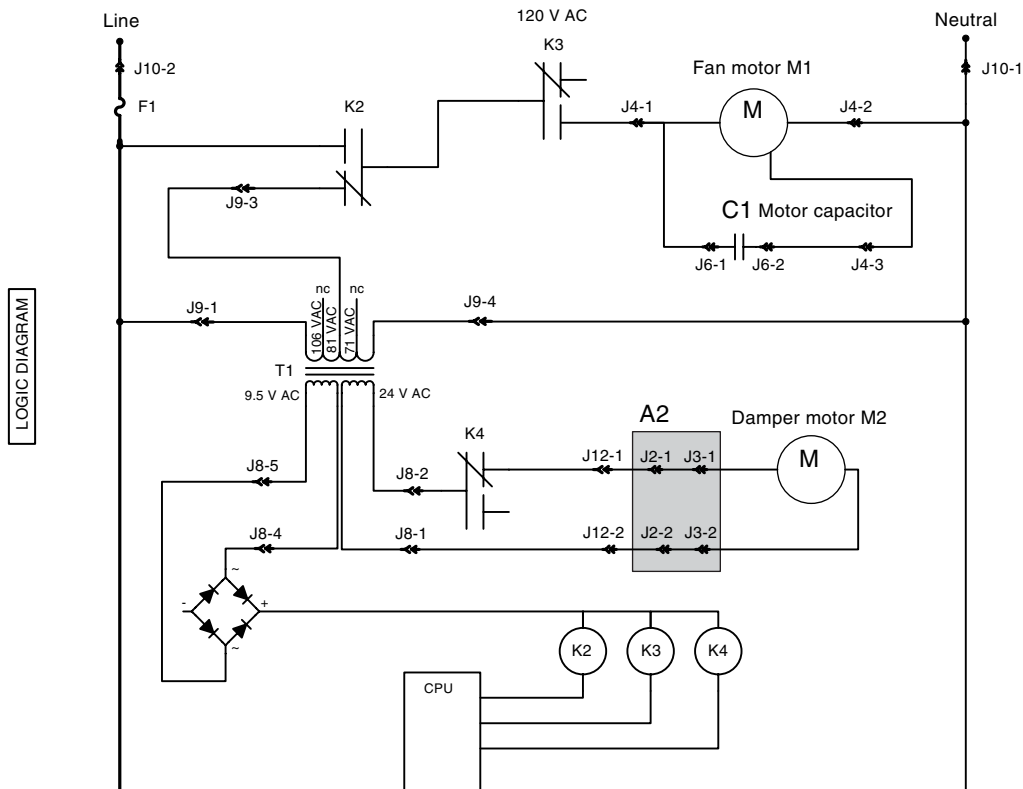 120 V AC
Line
Neutral
K3
J10-2
Fan motor M1
J10-1
F1
K2
J4-1
M
J4-2
J9-3
C1 Motor capacitor
J6-1
J6-2
J4-3
LOGIC DIAGRAM
nc
nc
J9-1
106 VAC
81 VAC
71 VAC
J9-4
T1
9.5 V AC
24 V AC
A2
Damper motor M2
K4
J12-1
J2-1
J3-1
M
J8-5
J8-2
J8-4
J8-1
J12-2
J2-2
J3-2
~
-
+
~
K2
K3
K4
CPU